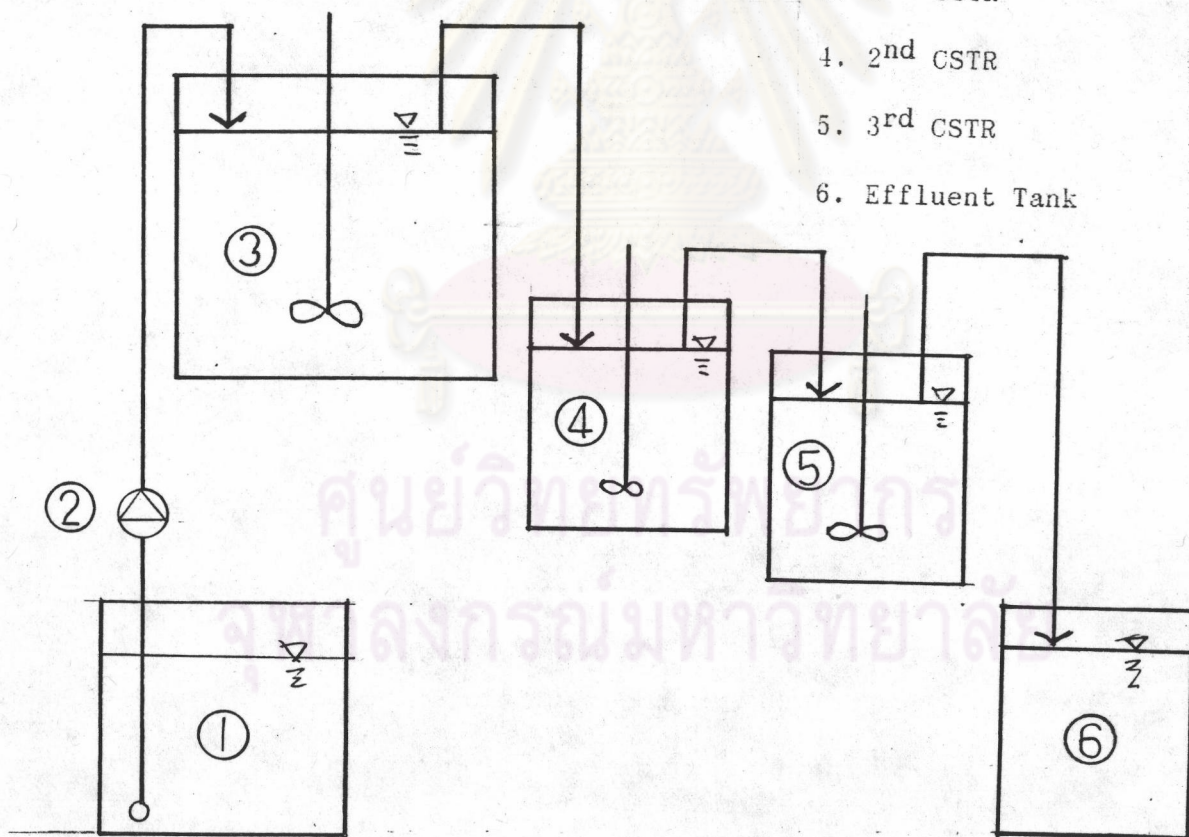 4. 2nd CSTR
5. 3rd CSTR
6. Effluent Tank
③
④
⑤
②
ศูนย์วิทยทรัพยากร
จุฬาลงกรณ์มหาวิทยาลัย
①
⑥